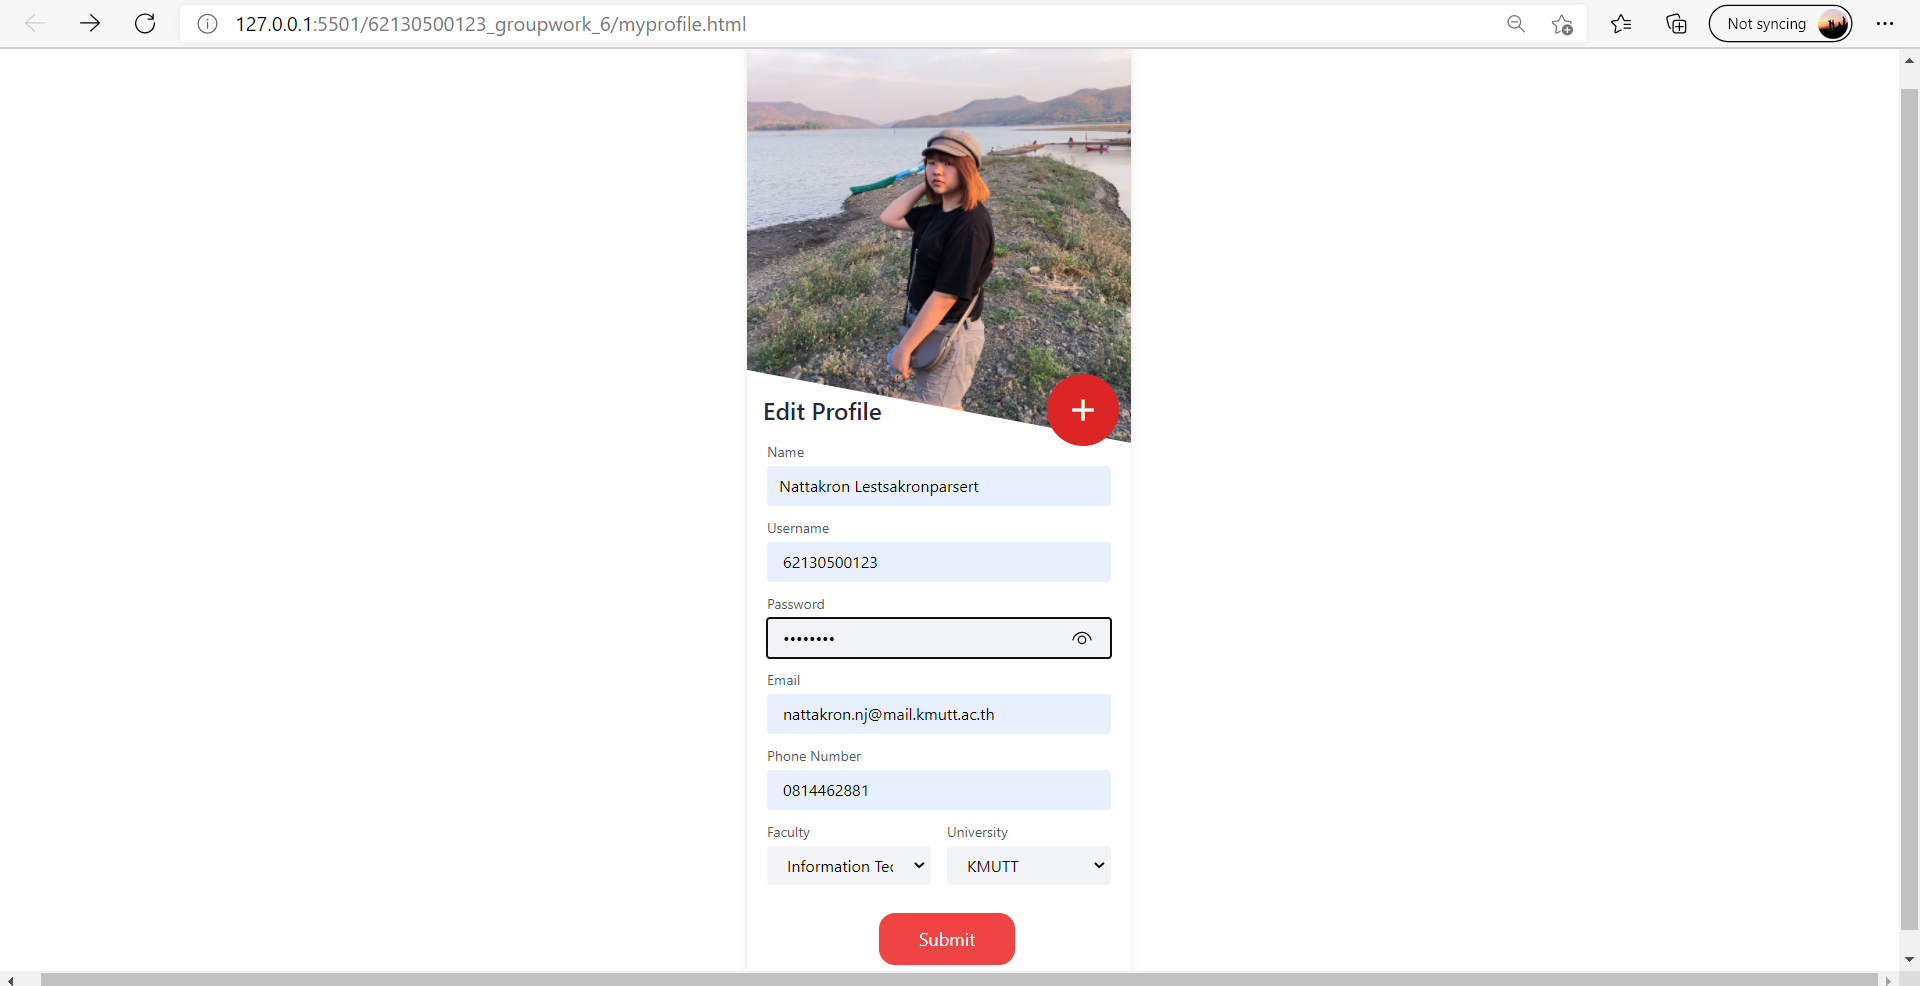 127.0.0.1:5501/62130500123_groupwork_6/myprofile.html
Not syncing
Edit Profile
Name
Nattakron Lestsakronparsert
Username
62130500123
Password
••••••••
Email
nattakron.nj@mail.kmutt.ac.th
Phone Number
0814462881
Faculty University
Information Tec KMUTT
Submit